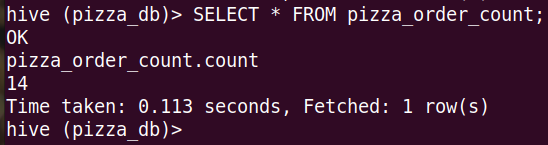 hive (pizza_db)> SELECT * FROM pizza_order_count;
OK
pizza_order_count.count
14
Time taken: 0.113 seconds, Fetched: 1 row(s)
hive (pizza_db)>